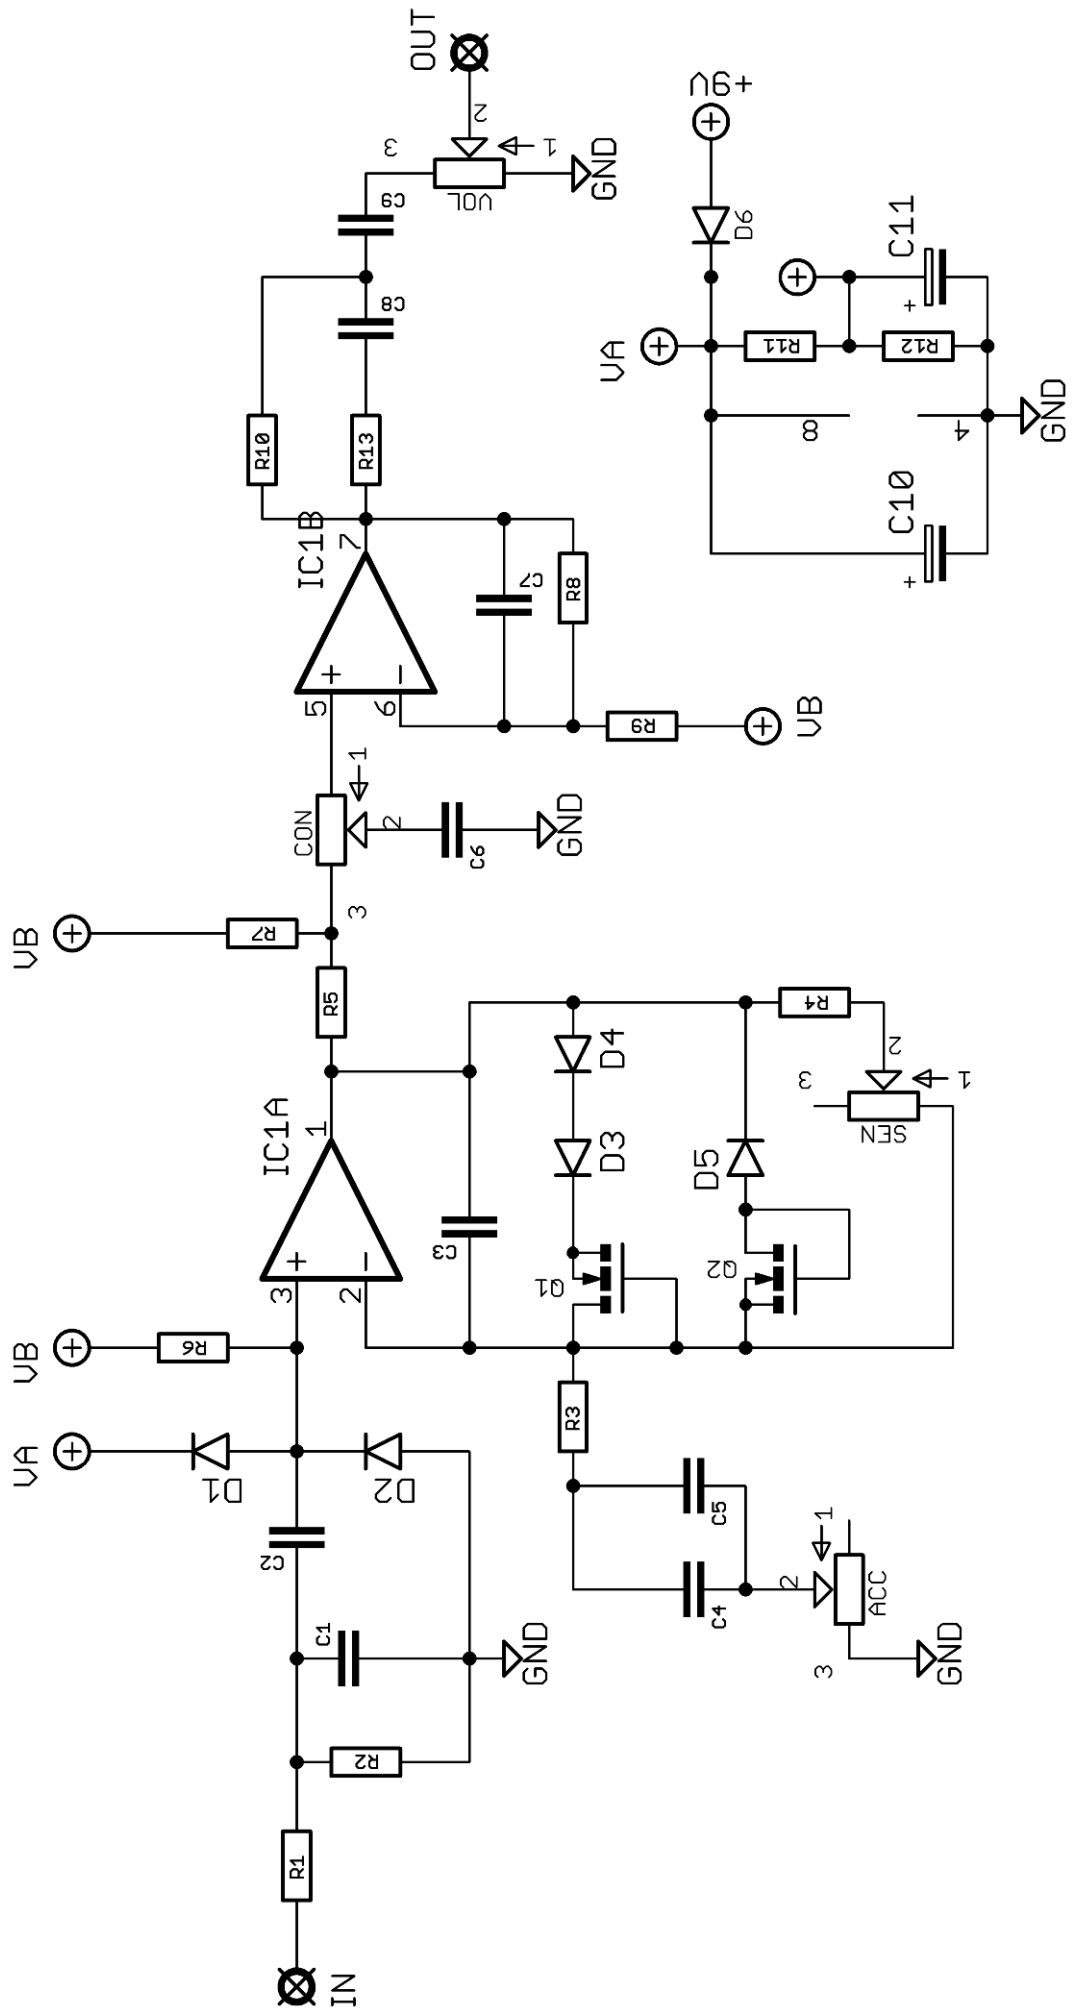 IN
R1
R2
C1
GND
C2
D1
D2
VA
VB
R6
3
2
IC1A
1
C3
R3
C4
C5
2
1
ACC
3
GND
Q1
D3
D4
Q2
D5
R4
2
3
1
SEN
R5
R7
VB
3
CON
1
2
C6
GND
5
6
IC1B
7
C7
R8
R9
VB
R10
R13
C8
C9
3
VOL
2
1
GND
OUT
+9V
D6
VA
R11
R12
C11
+
8
4
GND
C10
+